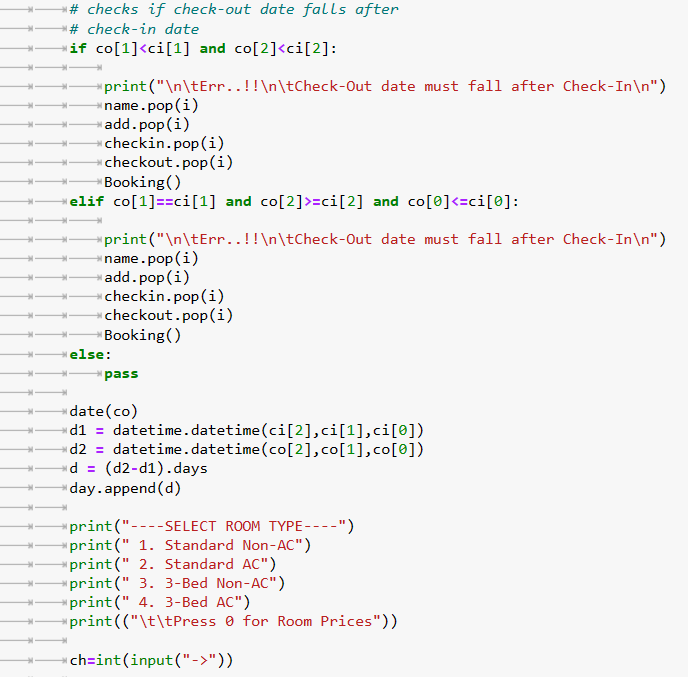 # checks if check-out date falls after
# check-in date
if co[1]<ci[1] and co[2]<ci[2]:
print("\n\tErr..!!\n\tCheck-Out date must fall after Check-In\n")
name.pop(i)
add.pop(i)
checkin.pop(i)
checkout.pop(i)
Booking()
elif co[1]==ci[1] and co[2]>=ci[2] and co[0]<=ci[0]:
print("\n\tErr..!!\n\tCheck-Out date must fall after Check-In\n")
name.pop(i)
add.pop(i)
checkin.pop(i)
checkout.pop(i)
Booking()
else:
pass
date(co)
d1 = datetime.datetime(ci[2],ci[1],ci[0])
d2 = datetime.datetime(co[2],co[1],co[0])
d = (d2-d1).days
day.append(d)
print("----SELECT ROOM TYPE----")
print(" 1. Standard Non-AC")
print(" 2. Standard AC")
print(" 3. 3-Bed Non-AC")
print(" 4. 3-Bed AC")
print(("\t\tPress 0 for Room Prices"))
ch=int(input("->"))